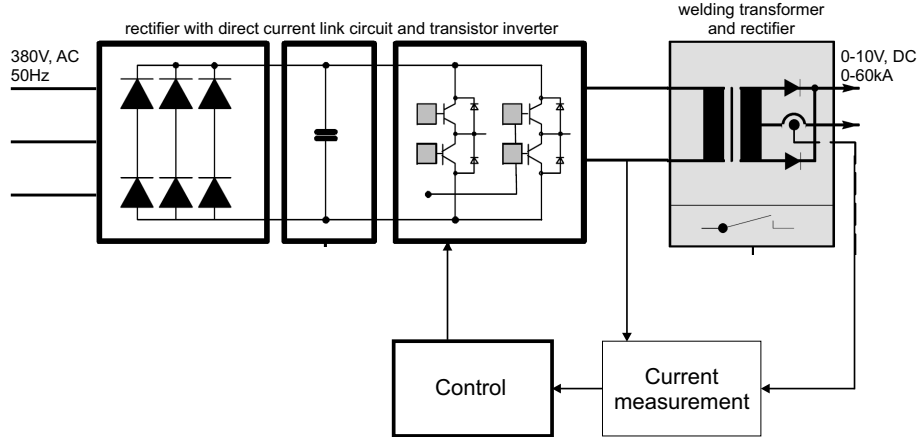 rectifier with direct current link circuit and transistor inverter
welding transformer
and rectifier
380V, AC
50Hz
0-10V, DC
0-60kA
Control
Current
measurement